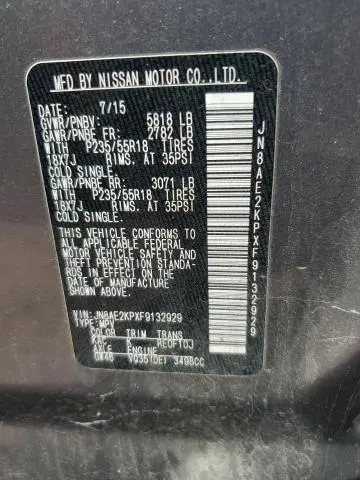 MFD BY NISSAN MOTOR CO.,LTD.
DATE: 7/15
GVWR/PNBV: 5818 LB
GAWR/PNBE FR: 2782 LB
WITH P235/55R18 TIRES
18X7J RIMS. AT 35PSI
COLD SINGLE.
GAWR/PNBE RR: 3071 LB
WITH P235/55R18 TIRES
18X7J RIMS. AT 35PSI
COLD SINGLE.
THIS VEHICLE CONFORMS TO
ALL APPLICABLE FEDERAL
MOTOR VEHICLE SAFETY AND
THEFT PREVENTION STANDA-
RDS IN EFFECT ON THE
DATE OF MANUFACTURE
SHOWN ABOVE.
VIN: JN8AE2KPXF9132929
TYPE:MPV
COLOR TRIM TRANS
K RE0F10J
AXLE ENGINE
VQ35(DE) 3498CC
JN8AE2KPXF9132929